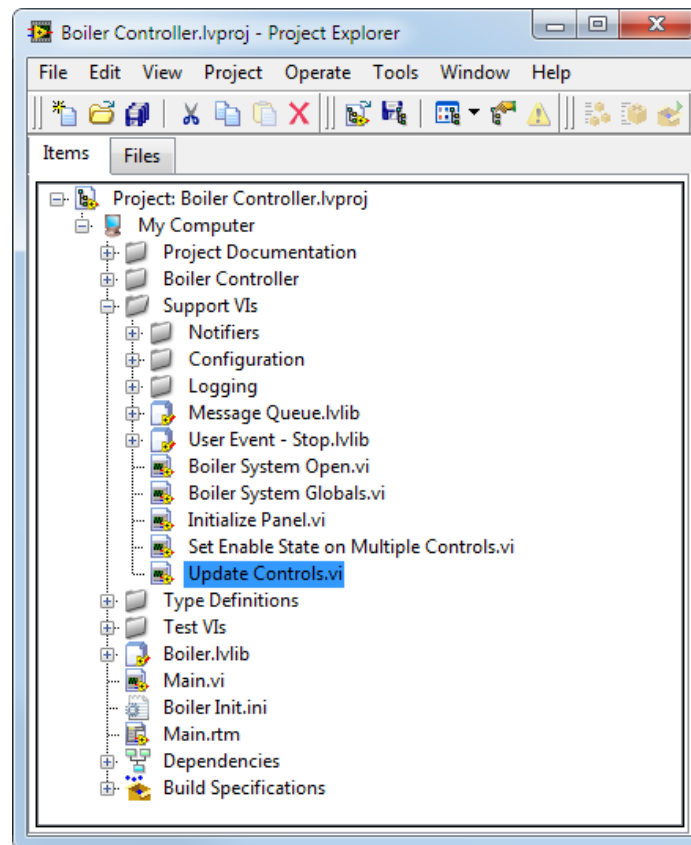 Boiler Controller.lvproj - Project Explorer
File Edit View Project Operate Tools Window Help
Items Files
Project: Boiler Controller.lvproj
My Computer
Project Documentation
Boiler Controller
Support VIs
Notifiers
Configuration
Logging
Message Queue.lvlib
User Event - Stop.lvlib
Boiler System Open.vi
Boiler System Globals.vi
Initialize Panel.vi
Set Enable State on Multiple Controls.vi
Update Controls.vi
Type Definitions
Test VIs
Boiler.lvlib
Main.vi
Boiler Init.ini
Main.rtm
Dependencies
Build Specifications